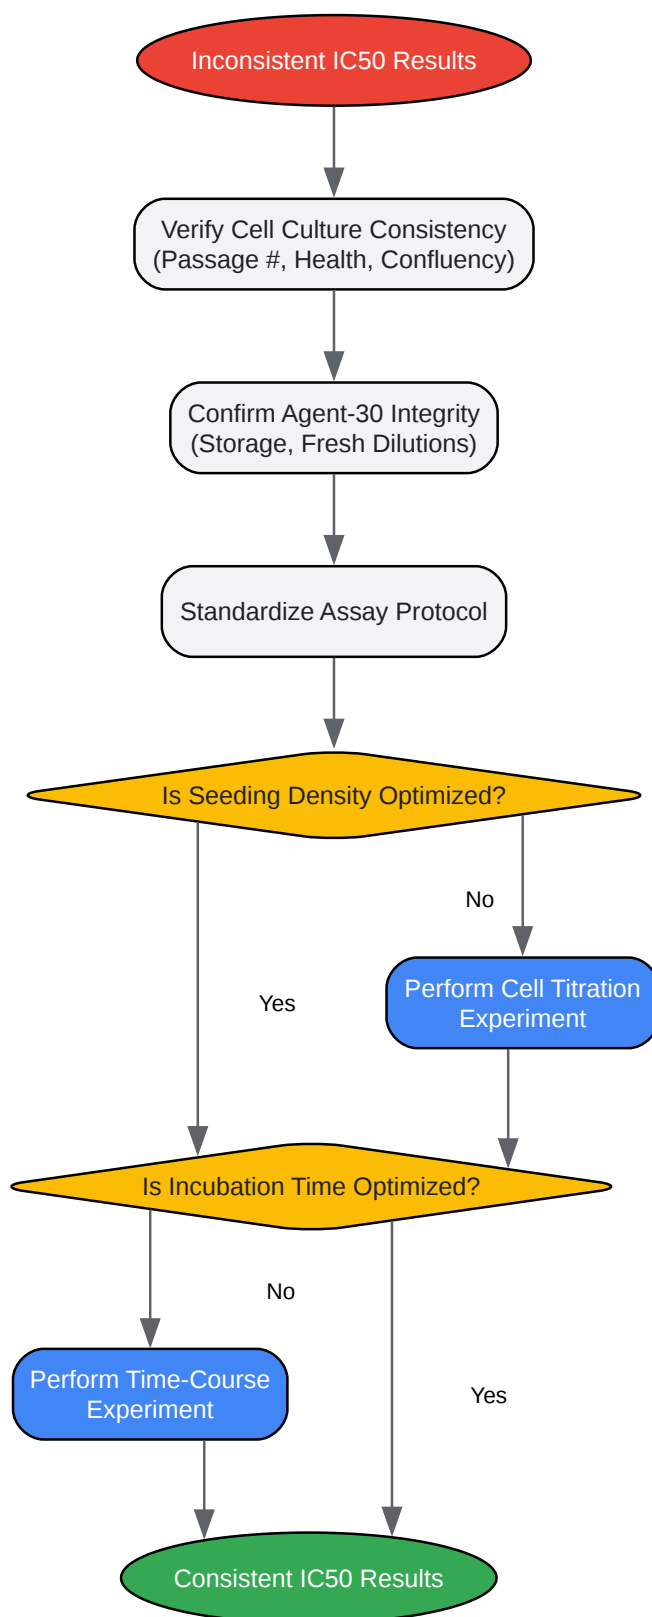 Inconsistent IC50 Results
Verify Cell Culture Consistency
(Passage #, Health, Confluency)
Confirm Agent-30 Integrity
(Storage, Fresh Dilutions)
Standardize Assay Protocol
Is Seeding Density Optimized?
No
Perform Cell Titration
Experiment
Yes
Is Incubation Time Optimized?
No
Perform Time-Course
Experiment
Yes
Consistent IC50 Results